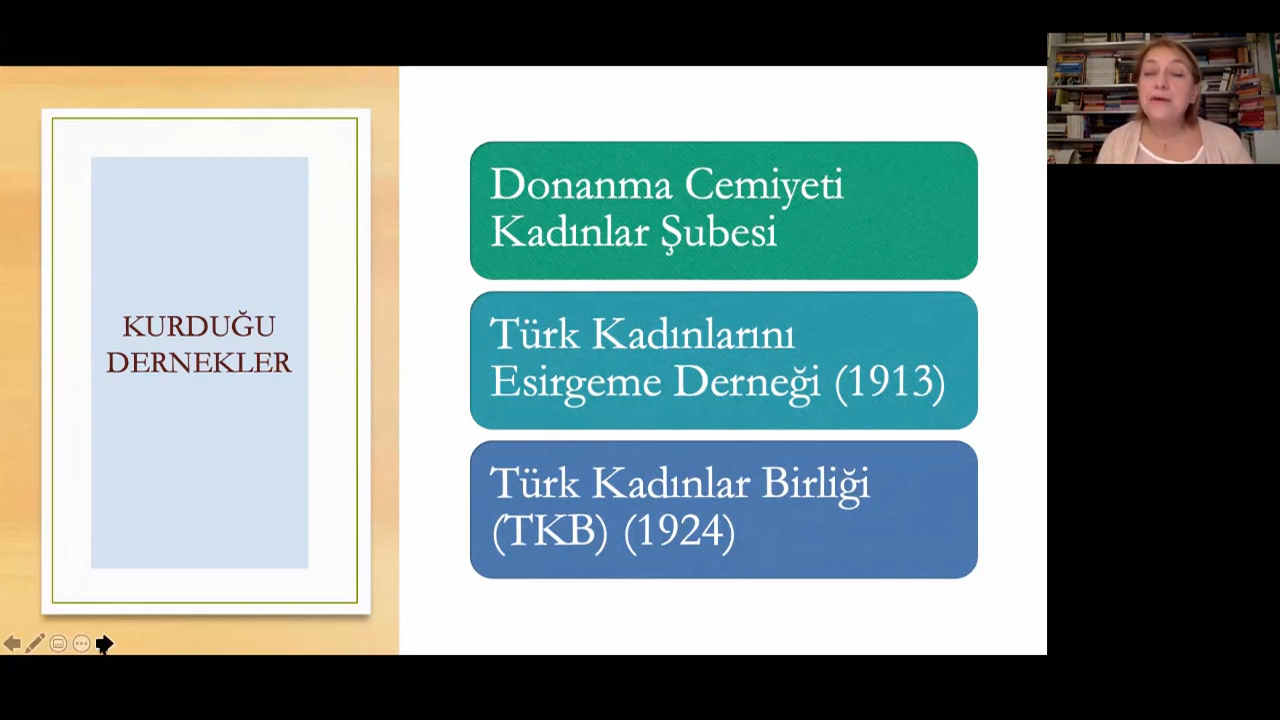 KURDUĞU
DERNEKLER
Donanma Cemiyeti
Kadınlar Şubesi
Türk Kadınlarını
Esirgeme Derneği (1913)
Türk Kadınlar Birliği
(TKB) (1924)